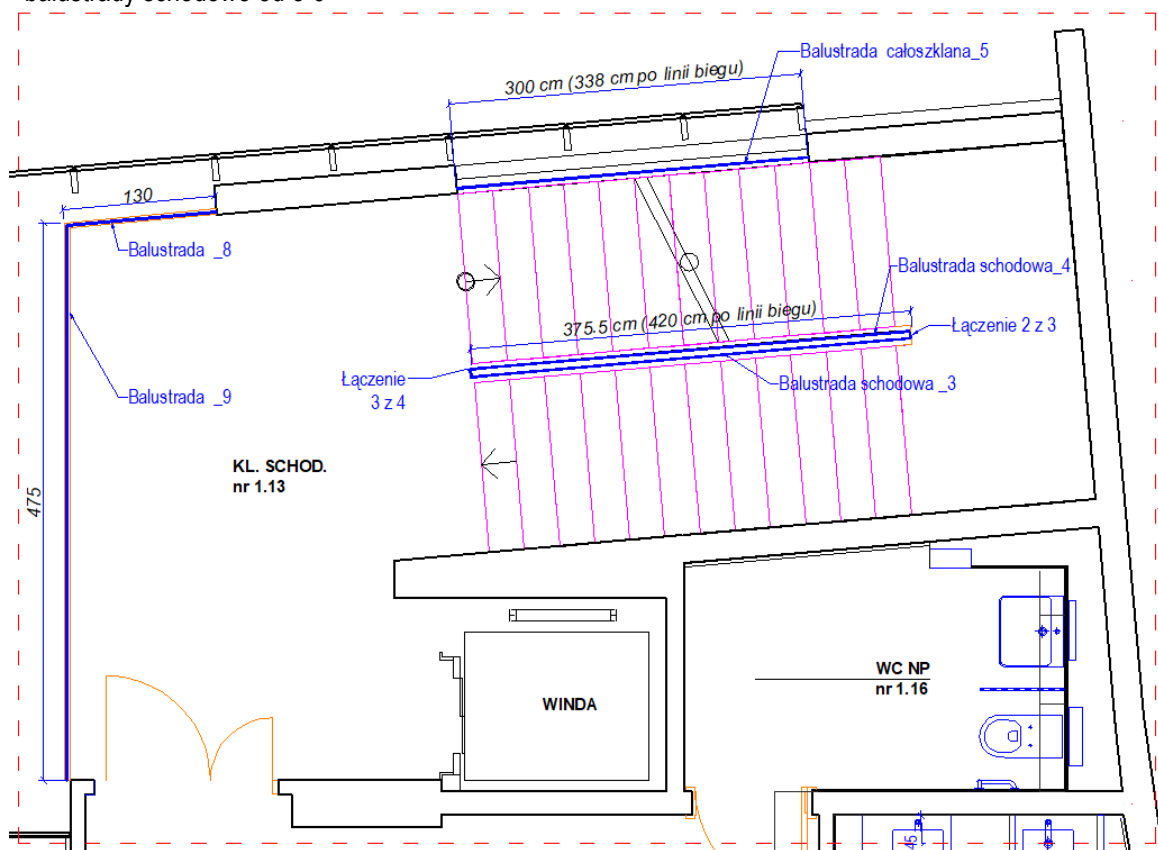 Balustrada całoszklana_5
300 cm (338 cm po linii biegu)
130
Balustrada _8
Balustrada schodowa_4
375.5 cm (420 cm po linii biegu)
Łączenie 2 z 3
Łączenie
3 z 4
Balustrada schodowa _3
Balustrada _9
KL. SCHOD.
nr 1.13
475
WC NP
nr 1.16
WINDA
45